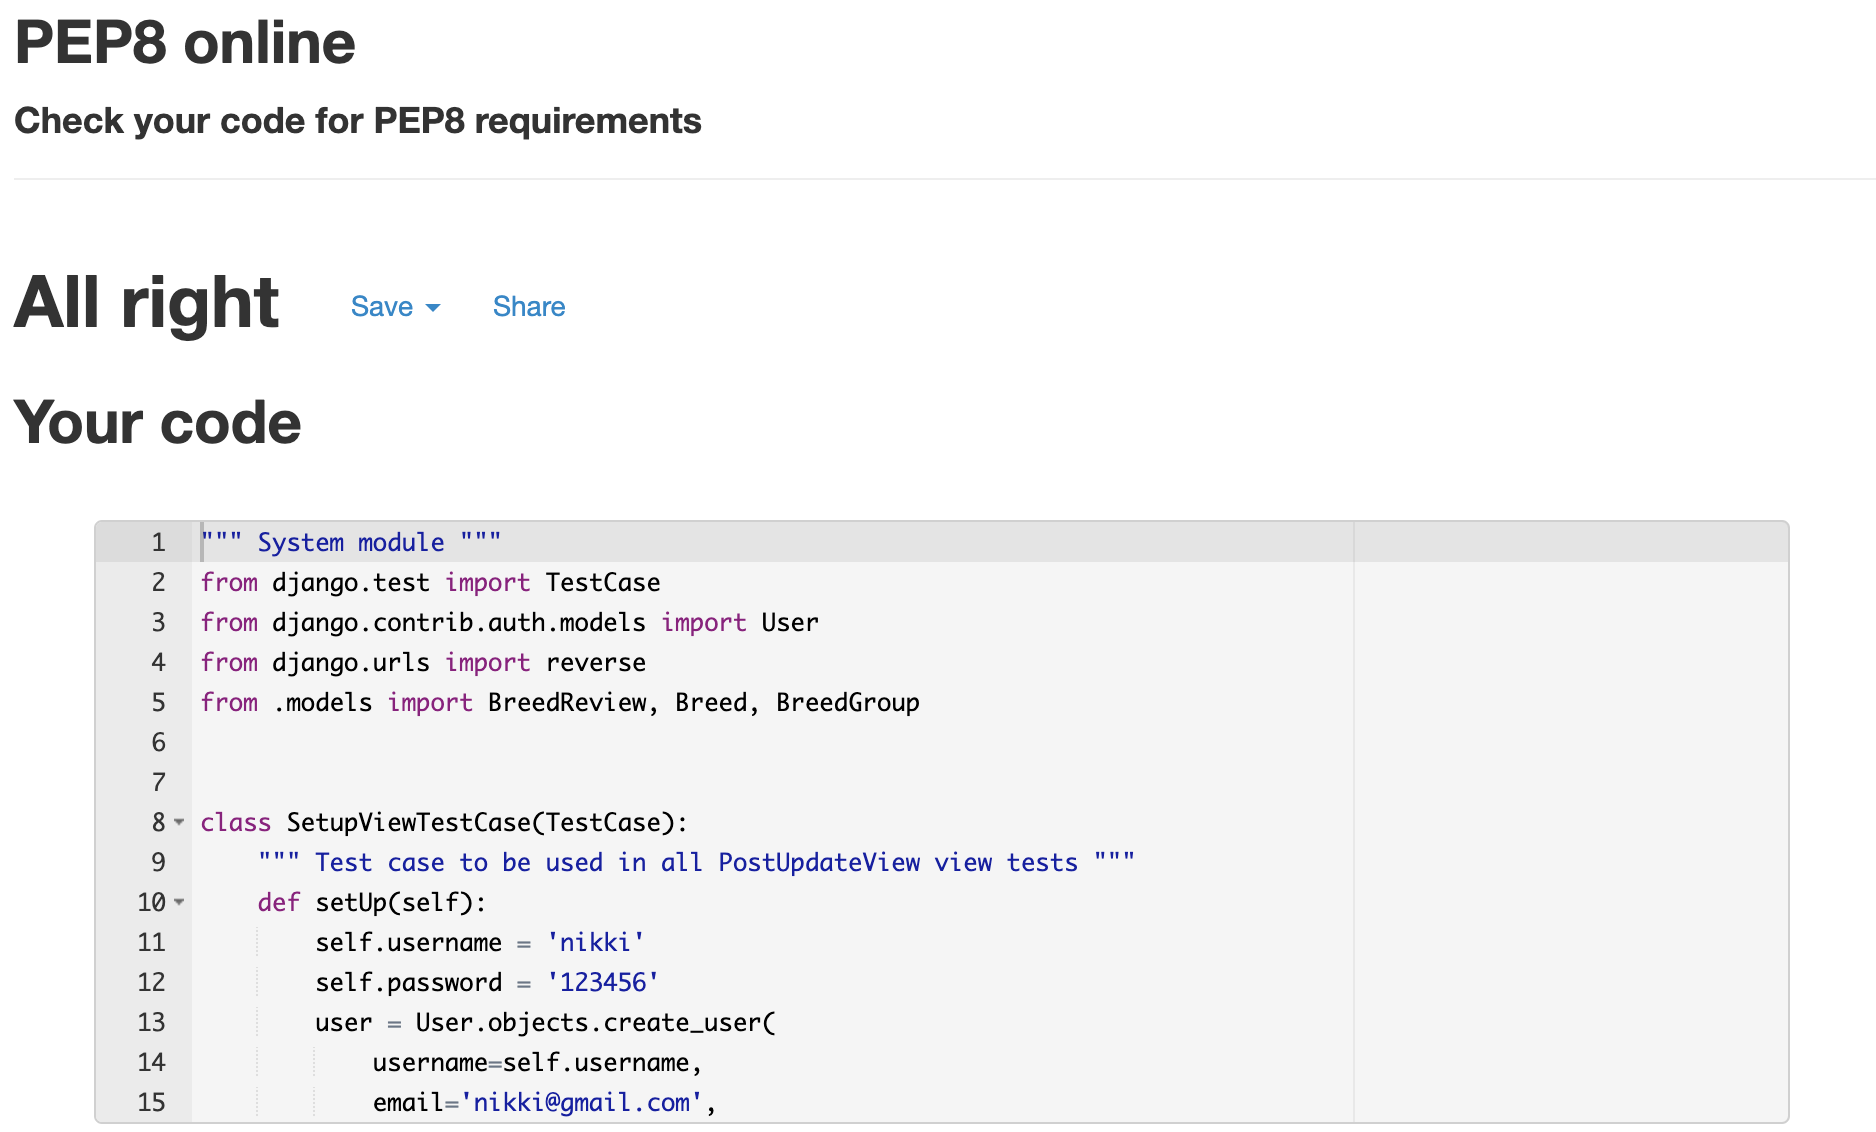 PEP8 online
Check your code for PEP8 requirements
All right Save Share
Your code
1 """ System module """
2 from django.test import TestCase
3 from django.contrib.auth.models import User
4 from django.urls import reverse
5 from .models import BreedReview, Breed, BreedGroup
6
7
8 class SetupViewTestCase(TestCase):
9     """ Test case to be used in all PostUpdateView view tests """
10     def setUp(self):
11         self.username = 'nikki'
12         self.password = '123456'
13         user = User.objects.create_user(
14             username=self.username,
15             email='nikki@gmail.com',